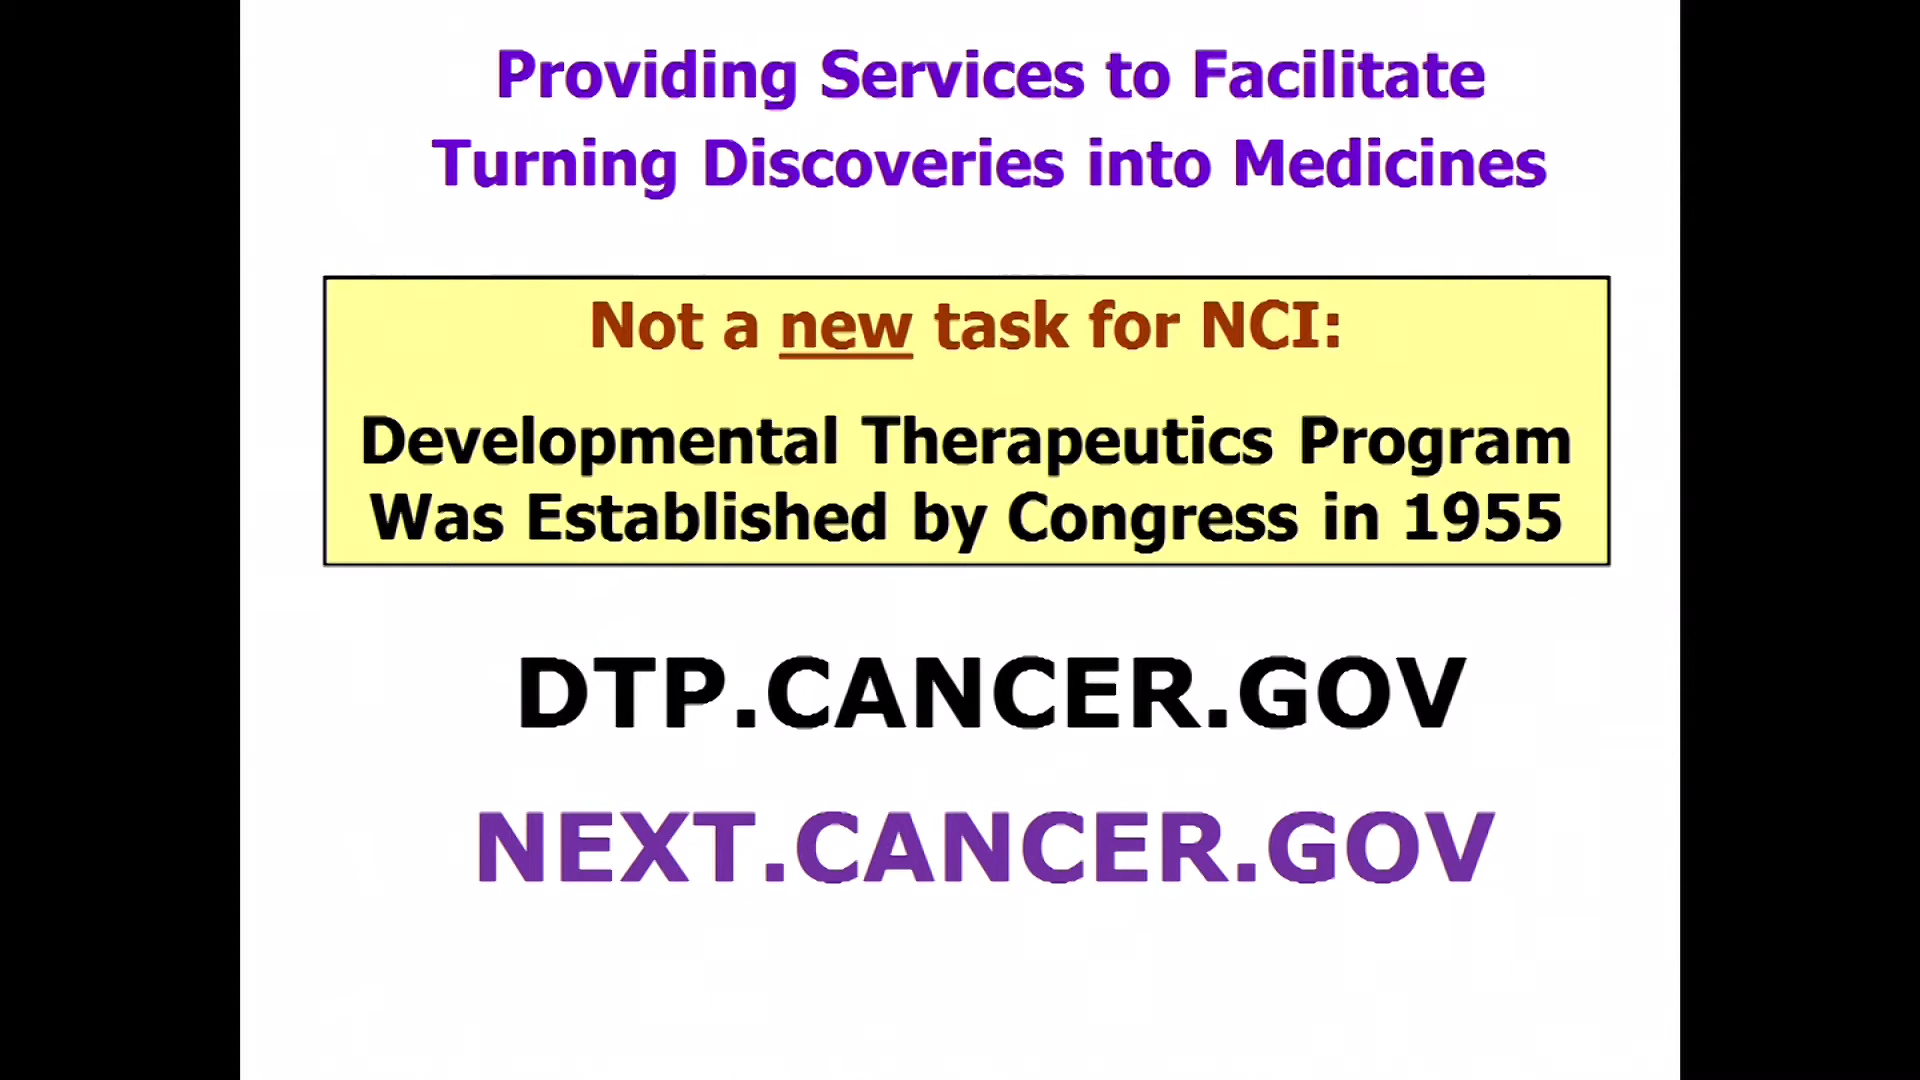 Providing Services to Facilitate
Turning Discoveries into Medicines
Not a new task for NCI:
Developmental Therapeutics Program
Was Established by Congress in 1955
DTP.CANCER.GOV
NEXT.CANCER.GOV